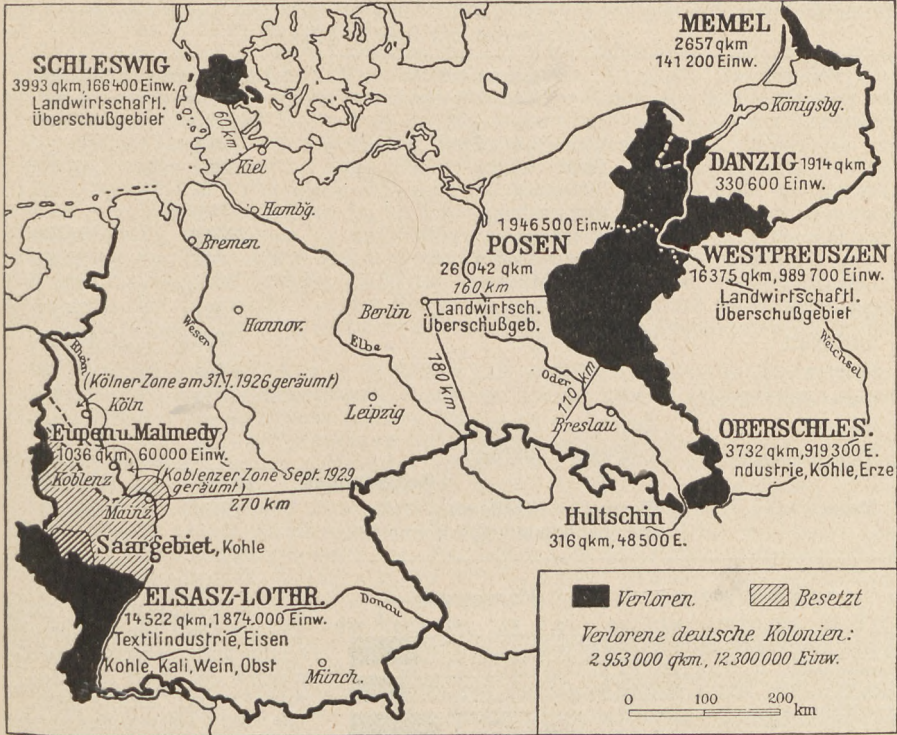 MEMEL
2657 qkm
141 200 Einw.
SCHLESWIG
3993 qkm, 166400 Einw.
Landwirtschaftl.
Überschußgebiet
60 km
Kiel
Königsbg.
DANZIG 1914 qkm
330 600 Einw.
Hambg.
Bremen
1 946 500 Einw.
POSEN
26 042 qkm
160 km
WESTPREUSZEN
16375 qkm, 989 700 Einw.
Landwirtschaftl.
Überschußgebiet
Berlin
Landwirtsch.
Überschußgeb.
Hannov.
Weser
Elbe
Weichsel
Rhein
180 km
Oder
110 km
(Kölner Zone am 31.1.1926 geräumt)
Köln
Leipzig
Breslau
Eupen u. Malmedy
1036 qkm, 60000 Einw.
OBERSCHLES.
3732 qkm, 919 300 E.
ndustrie, Kohle, Erze
Koblenz
(Koblenzer Zone Sept. 1929
geräumt)
Mainz
270 km
Hultschin
316 qkm, 48 500 E.
Saargebiet, Kohle
ELSASZ-LOTHR.
14 522 qkm, 1 874.000 Einw.
Textilindustrie, Eisen
Kohle, Kali, Wein, Obst
Donau
Münch.
Verloren
Besetzt
Verlorene deutsche Kolonien:
2 953 000 qkm, 12 300 000 Einw.
0 100 200 km